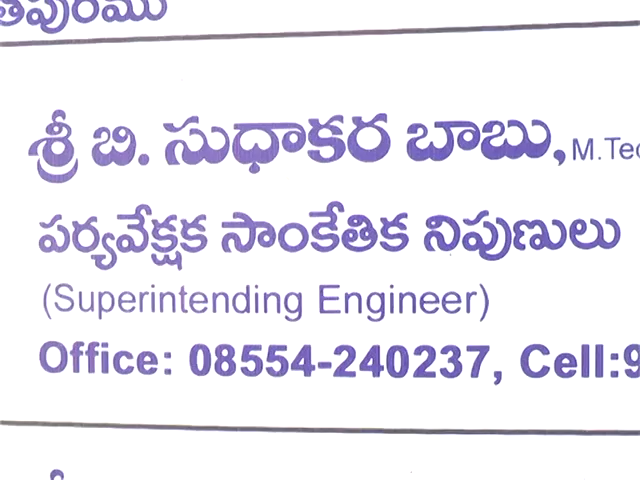 శ్రీ బి. సుధాకర బాబు, M.Tec
పర్యవేక్షక సాంకేతిక నిపుణులు
(Superintending Engineer)
Office: 08554-240237, Cell:9